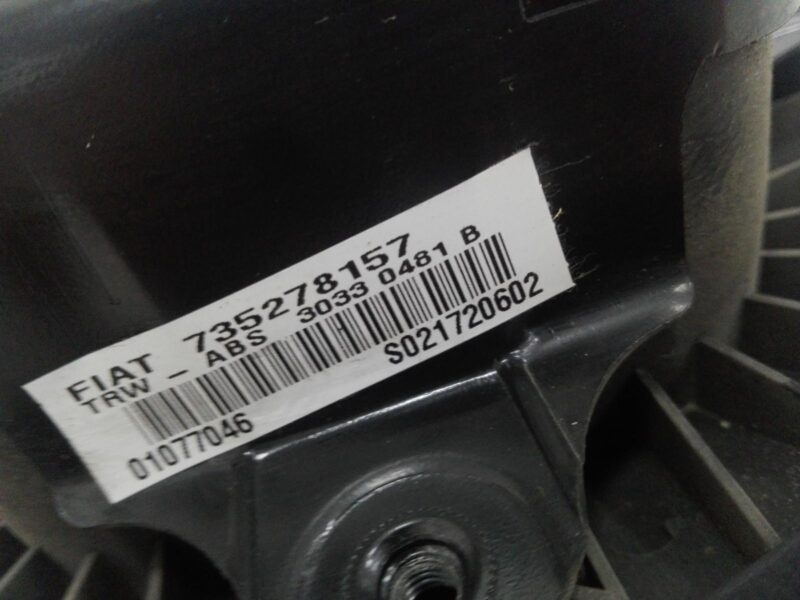 FIAT 735278157
TRW - ABS 3033 0481 B
01077046 S021720602